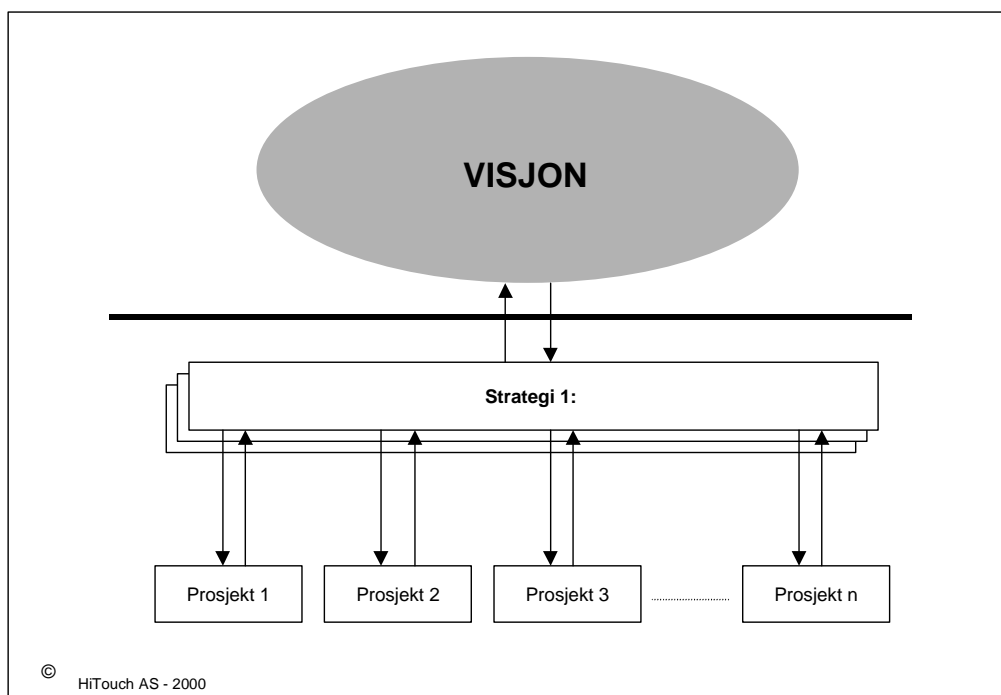 VISJON
Strategi 1:
Prosjekt 1
Prosjekt 2
Prosjekt 3
Prosjekt n
© HiTouch AS - 2000